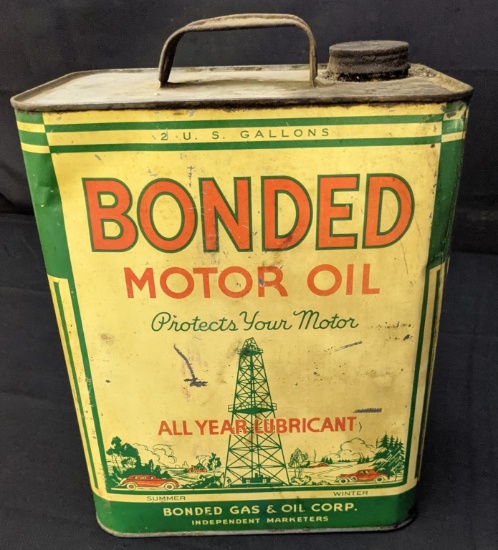 2 U. S. GALLONS
BONDED
MOTOR OIL
Protects Your Motor
ALL YEAR LUBRICANT
SUMMER WINTER
BONDED GAS & OIL CORP.
INDEPENDENT MARKETERS